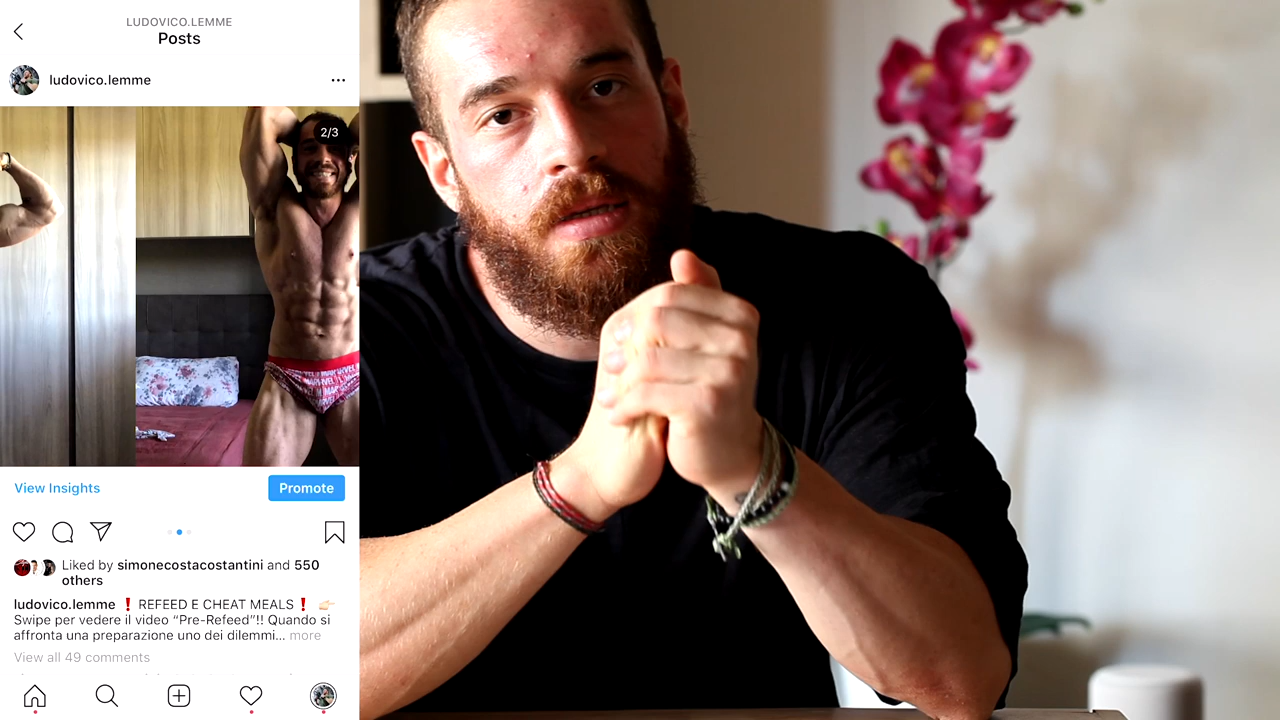 LUDOVICO.LEMME
Posts
ludovico.lemme
2/3
View Insights
Promote
Liked by simonecostacostantini and 550
others
ludovico.lemme ❗ REFEED E CHEAT MEALS❗ 👉🏻
Swipe per vedere il video “Pre-Refeed”!! Quando si
affronta una preparazione uno dei dilemmi... more
View all 49 comments